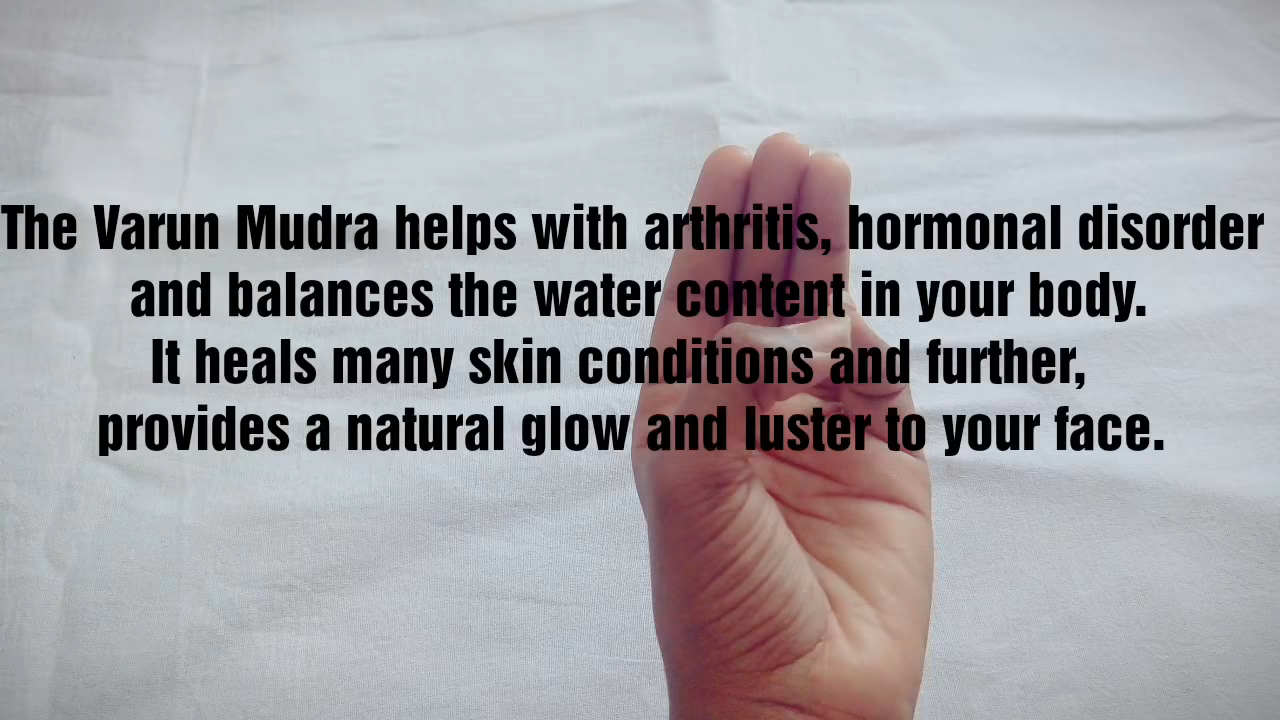 The Varun Mudra helps with arthritis, hormonal disorder
and balances the water content in your body.
It heals many skin conditions and further,
provides a natural glow and luster to your face.